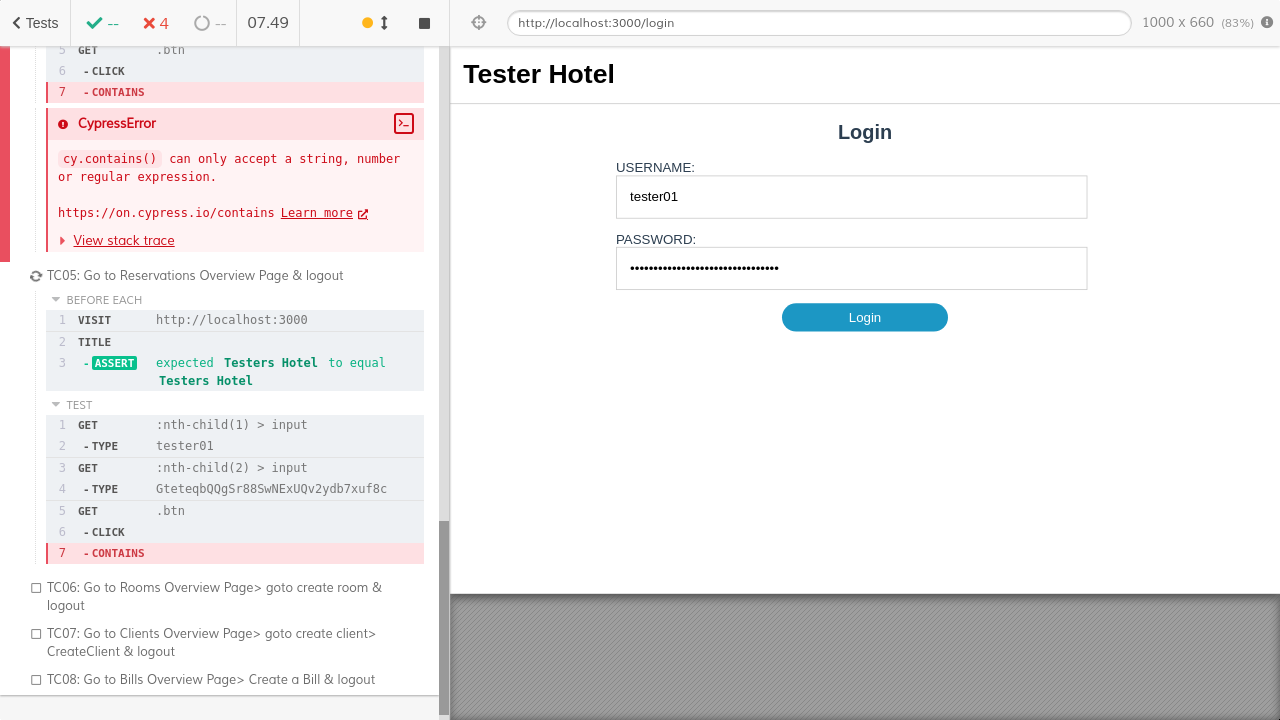 Tests
--
4
--
07.49
http://localhost:3000/login
1000 x 660 (83%)
5 GET .btn
6 -CLICK
7 -CONTAINS
CypressError
cy.contains() can only accept a string, number
or regular expression.
https://on.cypress.io/contains Learn more
View stack trace
TC05: Go to Reservations Overview Page & logout
BEFORE EACH
1 VISIT http://localhost:3000
2 TITLE
3 -ASSERT expected Testers Hotel to equal
Testers Hotel
TEST
1 GET :nth-child(1) > input
2 -TYPE tester01
3 GET :nth-child(2) > input
4 -TYPE GteteqbQQgSr88SwNExUQv2ydb7xuf8c
5 GET .btn
6 -CLICK
7 -CONTAINS
TC06: Go to Rooms Overview Page> goto create room &
logout
TC07: Go to Clients Overview Page> goto create client>
CreateClient & logout
TC08: Go to Bills Overview Page> Create a Bill & logout
Tester Hotel
Login
USERNAME:
tester01
PASSWORD:
••••••••••••••••••••••••••••••••
Login